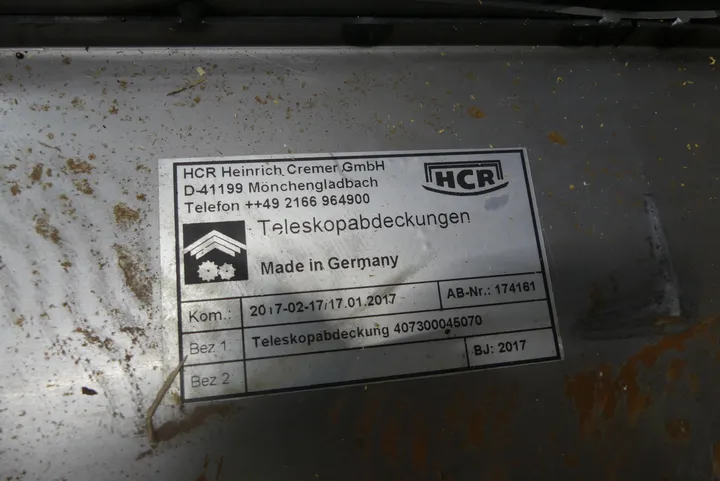 HCR Heinrich Cremer GmbH
D-41199 Mönchengladbach
Telefon ++49 2166 964900
HCR
Teleskopabdeckungen
Made in Germany
Kom.: 2017-02-17/17.01.2017 AB-Nr.: 174161
Bez 1: Teleskopabdeckung 407300045070
Bez 2: BJ: 2017